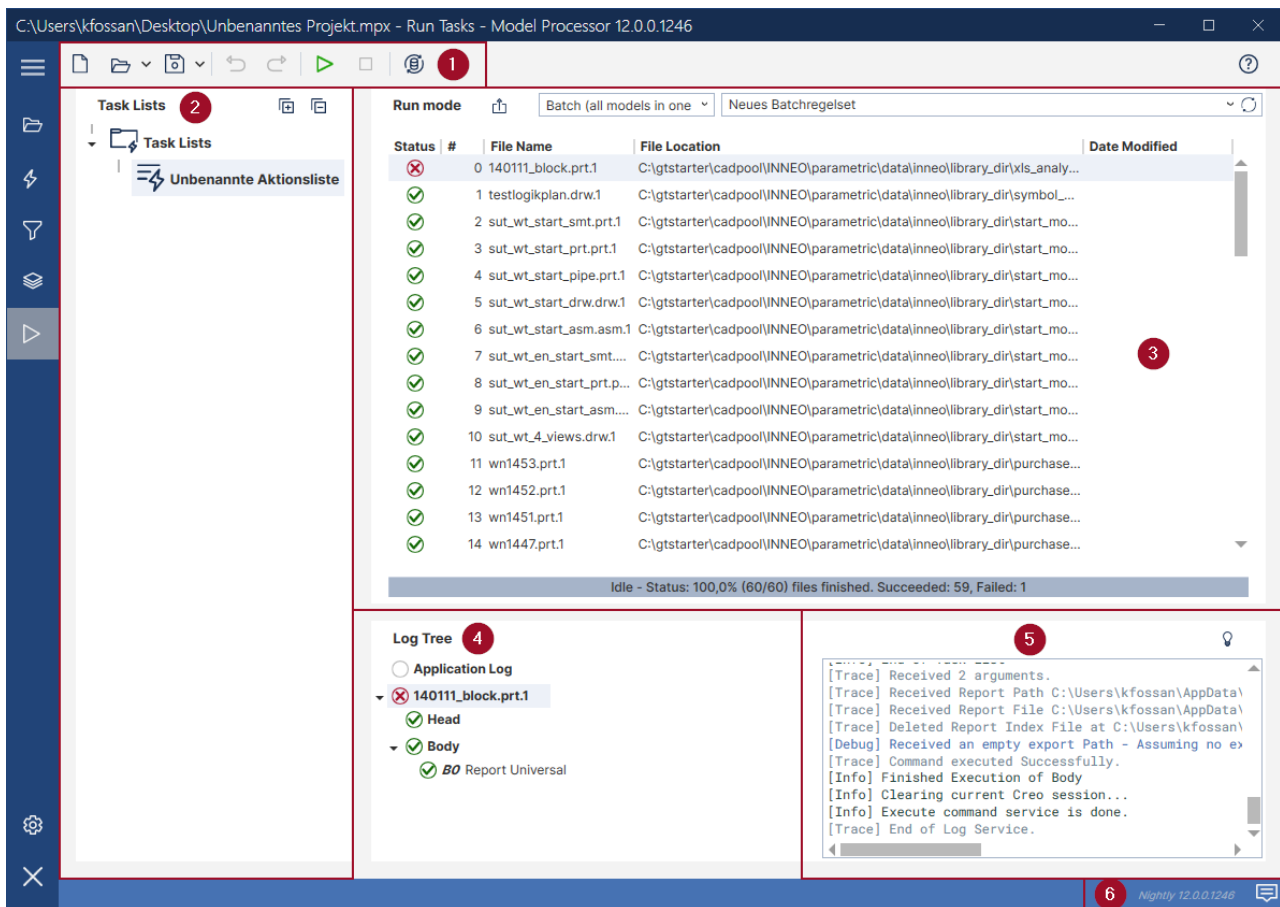 C:\Users\kfossan\Desktop\Unbenanntes Projekt.mpx - Run Tasks - Model Processor 12.0.0.1246
1
Task Lists 2
Task Lists
Unbenannte Aktionsliste
Run mode Batch (all models in one Neues Batchregelset
Status # File Name File Location Date Modified
0 140111_block.prt.1 C:\gtstarter\cadpool\INNEO\parametric\data\inneo\library_dir\xls_analy...
1 testlogikplan.drw.1 C:\gtstarter\cadpool\INNEO\parametric\data\inneo\library_dir\symbol_...
2 sut_wt_start_smt.prt.1 C:\gtstarter\cadpool\INNEO\parametric\data\inneo\library_dir\start_mo...
3 sut_wt_start_prt.prt.1 C:\gtstarter\cadpool\INNEO\parametric\data\inneo\library_dir\start_mo...
4 sut_wt_start_pipe.prt.1 C:\gtstarter\cadpool\INNEO\parametric\data\inneo\library_dir\start_mo...
5 sut_wt_start_drw.drw.1 C:\gtstarter\cadpool\INNEO\parametric\data\inneo\library_dir\start_mo...
6 sut_wt_start_asm.asm.1 C:\gtstarter\cadpool\INNEO\parametric\data\inneo\library_dir\start_mo...
7 sut_wt_en_start_smt.... C:\gtstarter\cadpool\INNEO\parametric\data\inneo\library_dir\start_mo...
8 sut_wt_en_start_prt.p... C:\gtstarter\cadpool\INNEO\parametric\data\inneo\library_dir\start_mo...
9 sut_wt_en_start_asm.... C:\gtstarter\cadpool\INNEO\parametric\data\inneo\library_dir\start_mo...
10 sut_wt_4_views.drw.1 C:\gtstarter\cadpool\INNEO\parametric\data\inneo\library_dir\start_mo...
11 wn1453.prt.1 C:\gtstarter\cadpool\INNEO\parametric\data\inneo\library_dir\purchase...
12 wn1452.prt.1 C:\gtstarter\cadpool\INNEO\parametric\data\inneo\library_dir\purchase...
13 wn1451.prt.1 C:\gtstarter\cadpool\INNEO\parametric\data\inneo\library_dir\purchase...
14 wn1447.prt.1 C:\gtstarter\cadpool\INNEO\parametric\data\inneo\library_dir\purchase...
3
Idle - Status: 100,0% (60/60) files finished. Succeeded: 59, Failed: 1
Log Tree 4
Application Log
140111_block.prt.1
Head
Body
BO Report Universal
5
[Info] End of Task List
[Trace] Received 2 arguments.
[Trace] Received Report Path C:\Users\kfossan\AppData\
[Trace] Received Report File C:\Users\kfossan\AppData\
[Trace] Deleted Report Index File at C:\Users\kfossan\
[Debug] Received an empty export Path - Assuming no ex
[Trace] Command executed Successfully.
[Info] Finished Execution of Body
[Info] Clearing current Creo session...
[Info] Execute command service is done.
[Trace] End of Log Service.
6 Nightly 12.0.0.1246